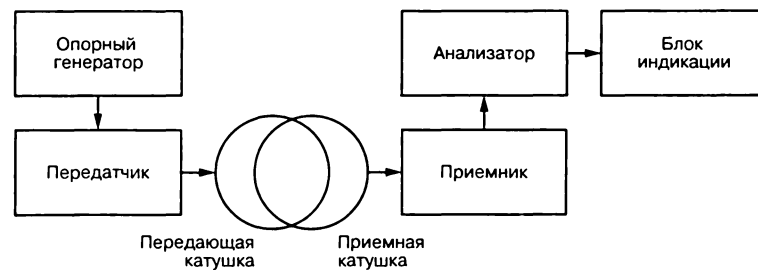 Опорный
генератор
Анализатор
Блок
индикации
Передатчик
Приемник
Передающая
катушка
Приемная
катушка